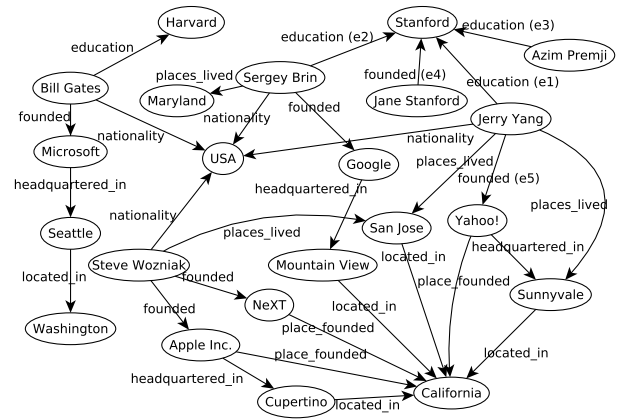 Harvard
Stanford
education
education (e2)
education (e3)
Azim Premji
places_lived
Sergey Brin
founded (e4)
education (e1)
Bill Gates
Maryland
Jane Stanford
founded
nationality
founded
Jerry Yang
nationality
nationality
Microsoft
USA
Google
places_lived
founded (e5)
headquartered_in
headquartered_in
places_lived
nationality
Seattle
places_lived
San Jose
Yahoo!
headquartered_in
located_in
Steve Wozniak
Mountain View
located_in
founded
place_founded
Sunnyvale
located_in
founded
NeXT
Washington
place_founded
Apple Inc.
place_founded
located_in
headquartered_in
Cupertino
located_in
California